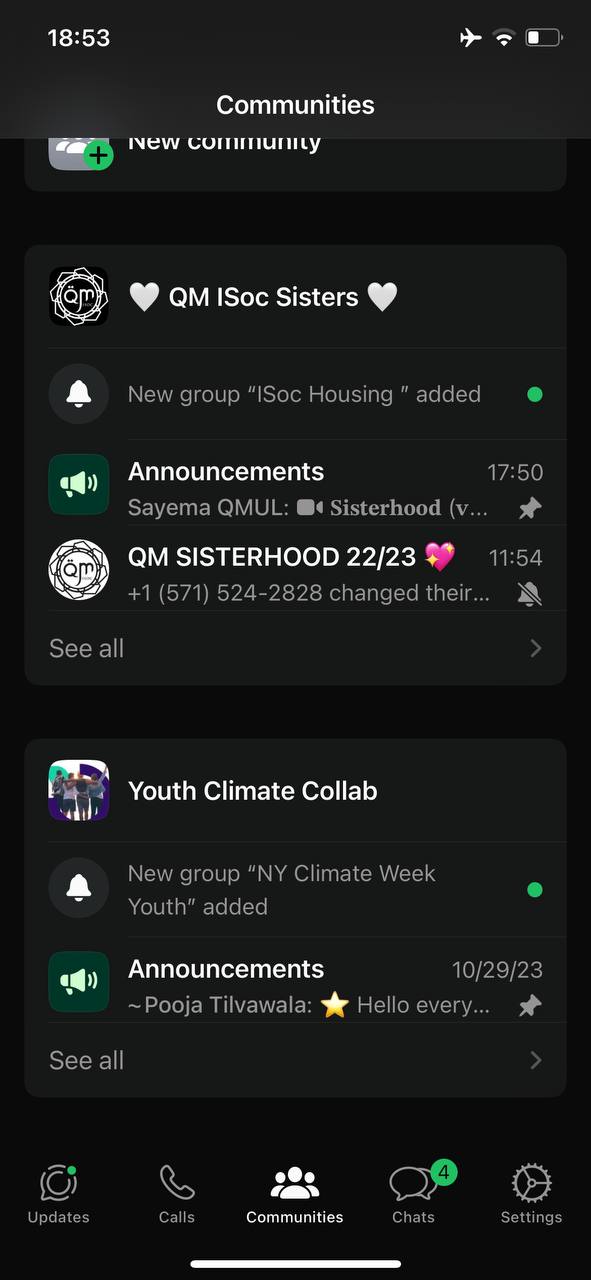 18:53
Communities
New community
🤍 QM ISoc Sisters 🤍
New group “ISoc Housing ” added
Announcements 17:50
Sayema QMUL: 𝐒𝐢𝐬𝐭𝐞𝐫𝐡𝐨𝐨𝐝 (𝐯...
QM SISTERHOOD 22/23 💖 11:54
+1 (571) 524-2828 changed their...
See all
Youth Climate Collab
New group “NY Climate Week
Youth” added
Announcements 10/29/23
~Pooja Tilvawala: ⭐ Hello every...
See all
4
Updates Calls Communities Chats Settings